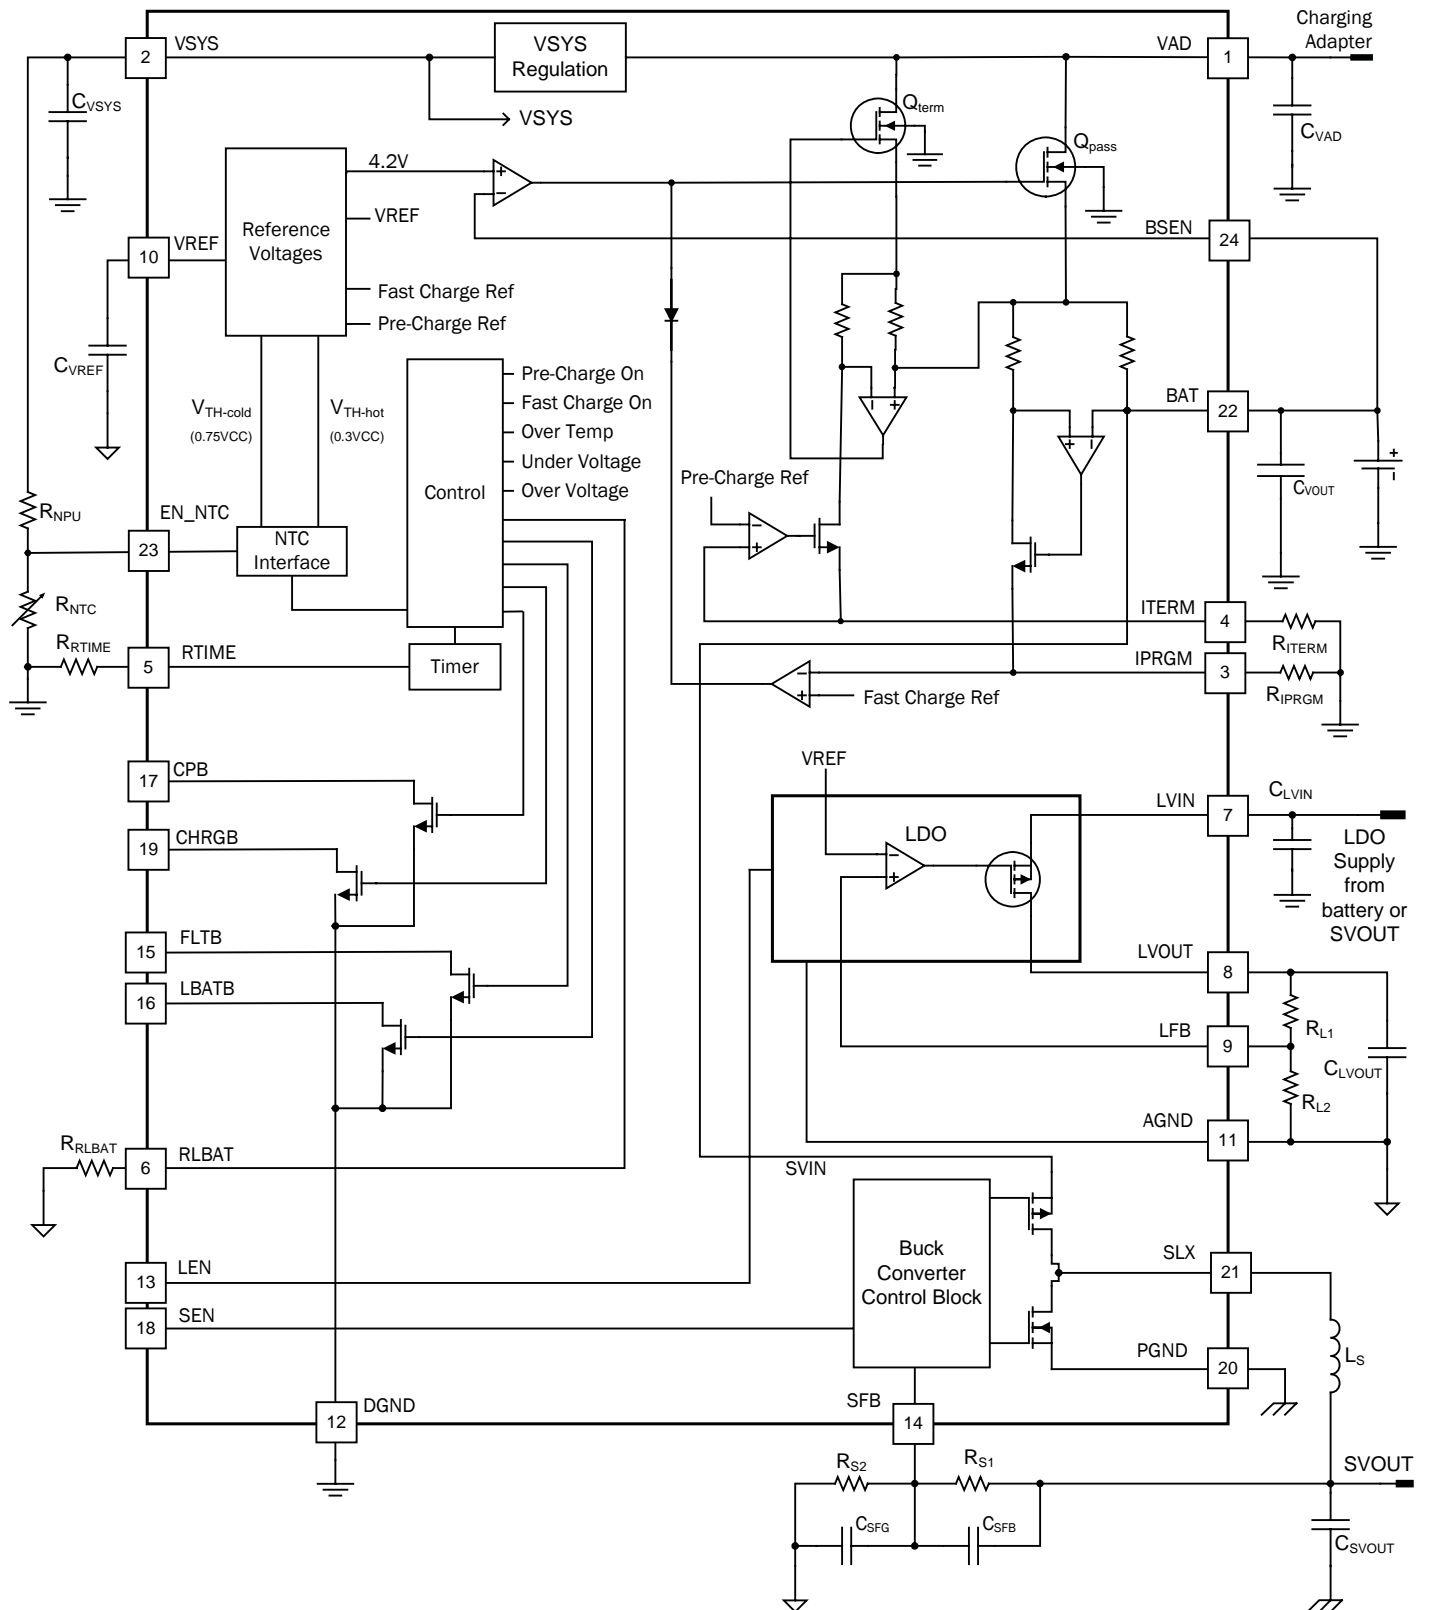 Charging
Adapter
2
VSYS
VSYS
Regulation
VAD
1
CVSYS
VSYS
Qterm
CVAD
4.2V
+
−
Qpass
Reference
Voltages
VREF
10
VREF
BSEN
24
Fast Charge Ref
Pre-Charge Ref
CVREF
Pre-Charge On
VTH-cold
(0.75VCC)
VTH-hot
(0.3VCC)
Fast Charge On
BAT
22
− +
+ −
Over Temp
Under Voltage
Over Voltage
Control
Pre-Charge Ref
CVOUT
+
−
RNPU
EN_NTC
23
NTC
Interface
−
+
RNTC
ITERM
4
RITERM
RRTIME
5
RTIME
Timer
IPRGM
3
RIPRGM
−
+
Fast Charge Ref
VREF
17
CPB
LVIN
7
CLVIN
LDO
−
+
19
CHRGB
LDO
Supply
from
battery or
SVOUT
15
FLTB
LVOUT
8
16
LBATB
RL1
LFB
9
CLVOUT
RL2
AGND
11
RRLBAT
6
RLBAT
SVIN
Buck
Converter
Control Block
SLX
21
13
LEN
18
SEN
PGND
20
LS
12
DGND
SFB
14
RS2
RS1
SVOUT
CSFG
CSFB
CSVOUT